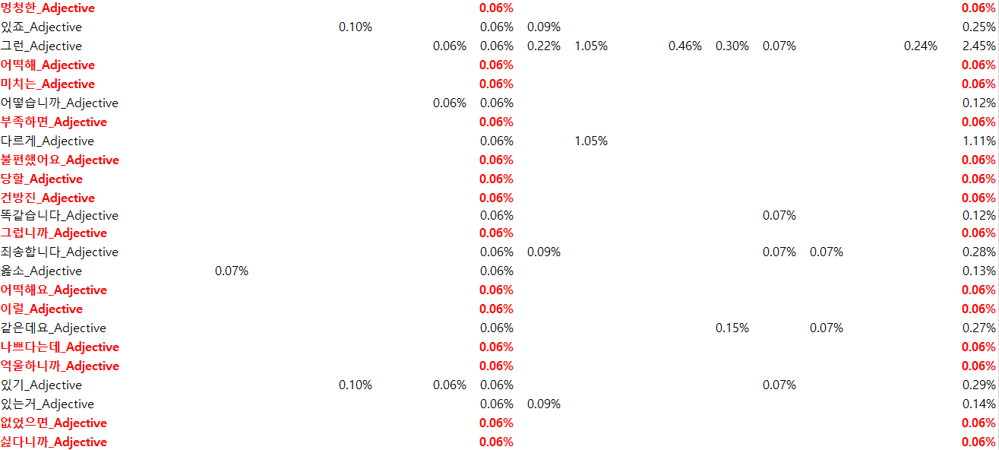 멍청한_Adjective 0.06% 0.06%
있죠_Adjective 0.10% 0.06% 0.09% 0.25%
그런_Adjective 0.06% 0.06% 0.22% 1.05% 0.46% 0.30% 0.07% 0.24% 2.45%
어떡해_Adjective 0.06% 0.06%
미치는_Adjective 0.06% 0.06%
어떻습니까_Adjective 0.06% 0.06% 0.12%
부족하면_Adjective 0.06% 0.06%
다르게_Adjective 0.06% 1.05% 1.11%
불편했어요_Adjective 0.06% 0.06%
당할_Adjective 0.06% 0.06%
건방진_Adjective 0.06% 0.06%
똑같습니다_Adjective 0.06% 0.07% 0.12%
그럽니까_Adjective 0.06% 0.06%
죄송합니다_Adjective 0.06% 0.09% 0.07% 0.07% 0.28%
옳소_Adjective 0.07% 0.06% 0.13%
어떡해요_Adjective 0.06% 0.06%
이럴_Adjective 0.06% 0.06%
같은데요_Adjective 0.06% 0.15% 0.07% 0.27%
나쁘다는데_Adjective 0.06% 0.06%
억울하니까_Adjective 0.06% 0.06%
있기_Adjective 0.10% 0.06% 0.06% 0.07% 0.29%
있는거_Adjective 0.06% 0.09% 0.14%
없었으면_Adjective 0.06% 0.06%
싫다니까_Adjective 0.06% 0.06%